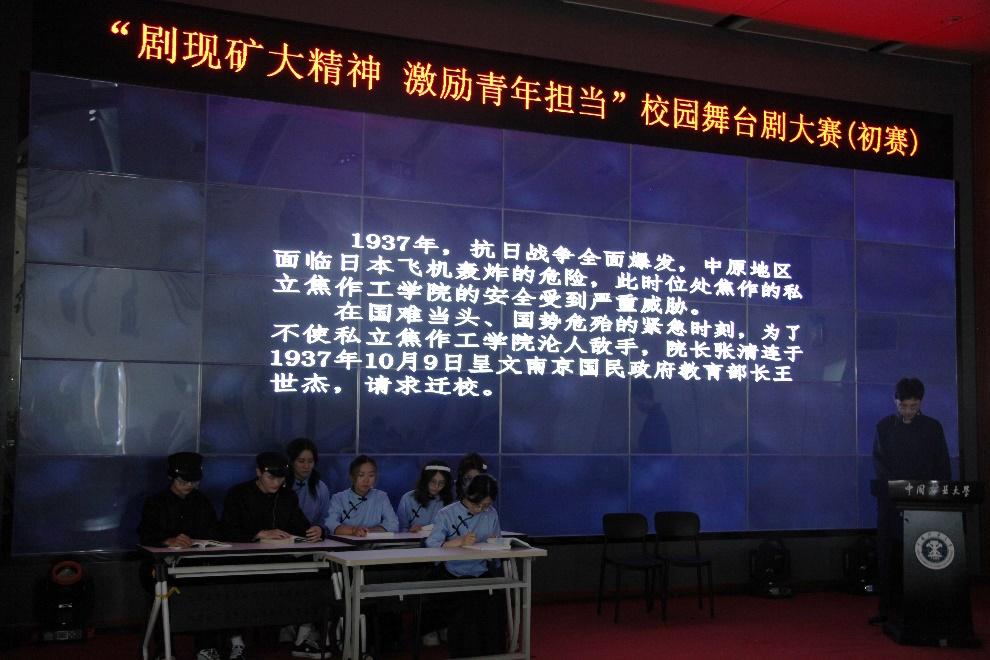 “剧现矿大精神 激励青年担当”校园舞台剧大赛(初赛)
1937年，抗日战争全面爆发，中原地区
面临日本飞机轰炸的危险，此时位处焦作的私
立焦作工学院的安全受到严重威胁。
在国难当头、国势危殆的紧急时刻，为了
不使私立焦作工学院沦入敌手，院长张清涟于
1937年10月9日呈文南京国民政府教育部长王
世杰，请求迁校。
中国矿业大学